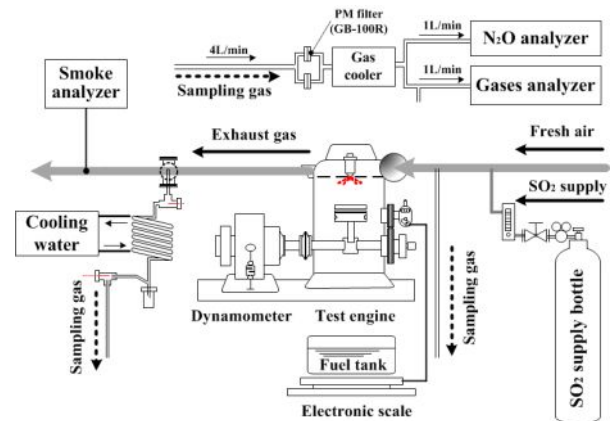 PM filter
(GB-100R)
4L/min
Sampling gas
Gas
cooler
1L/min
N₂O analyzer
1L/min
Gases analyzer
Smoke
analyzer
Exhaust gas
Fresh air
SO₂ supply
Cooling
water
Sampling gas
Dynamometer
Test engine
Sampling gas
SO₂ supply bottle
Fuel tank
Electronic scale